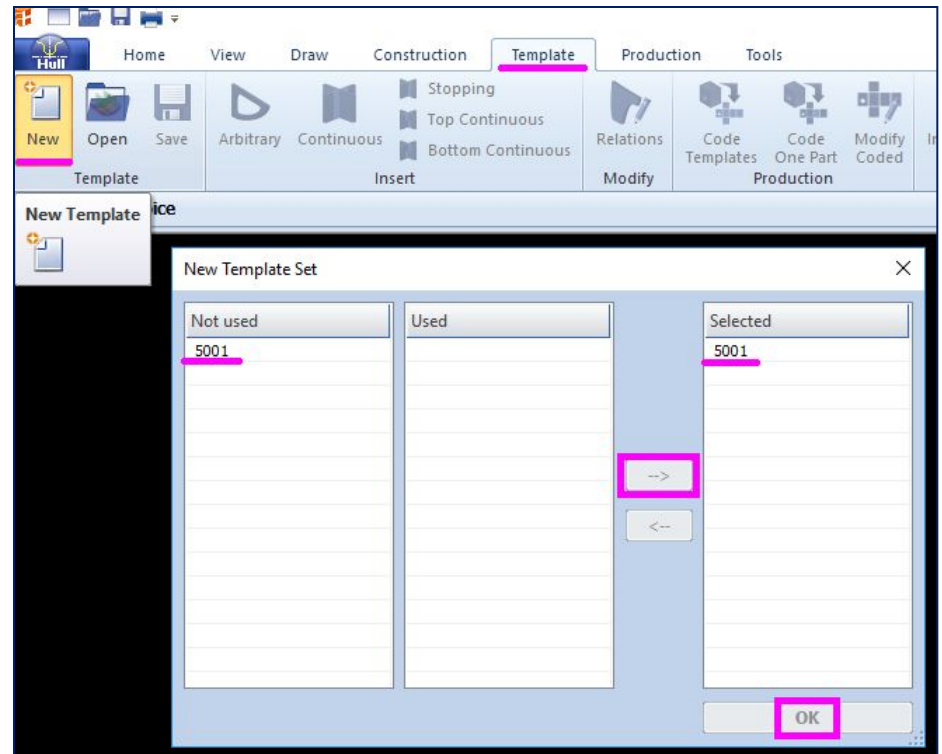 Hull
Home View Draw Construction Template Production Tools
New Open Save Arbitrary Continuous
Stopping
Top Continuous
Bottom Continuous
Relations
Code Templates
Code One Part
Modify Coded
Template Insert Modify Production
New Template
ice
New Template Set
Not used Used Selected
5001 5001
-->
<--
OK